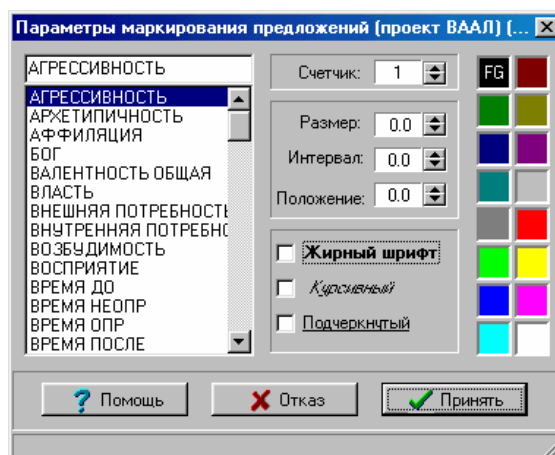 Параметры маркирования предложений (проект ВААЛ) (...
АГРЕССИВНОСТЬ
АГРЕССИВНОСТЬ
АРХЕТИПИЧНОСТЬ
АФФИЛЯЦИЯ
БОГ
ВАЛЕНТНОСТЬ ОБЩАЯ
ВЛАСТЬ
ВНЕШНЯЯ ПОТРЕБНОСТЬ
ВНУТРЕННЯЯ ПОТРЕБНО
ВОЗБУДИМОСТЬ
ВОСПРИЯТИЕ
ВРЕМЯ ДО
ВРЕМЯ НЕОПР
ВРЕМЯ ОПР
ВРЕМЯ ПОСЛЕ
Счетчик: 1
Размер: 0.0
Интервал: 0.0
Положение: 0.0
Жирный шрифт
Курсивный
Подчеркнутый
FG
? Помощь
Отказ
Принять